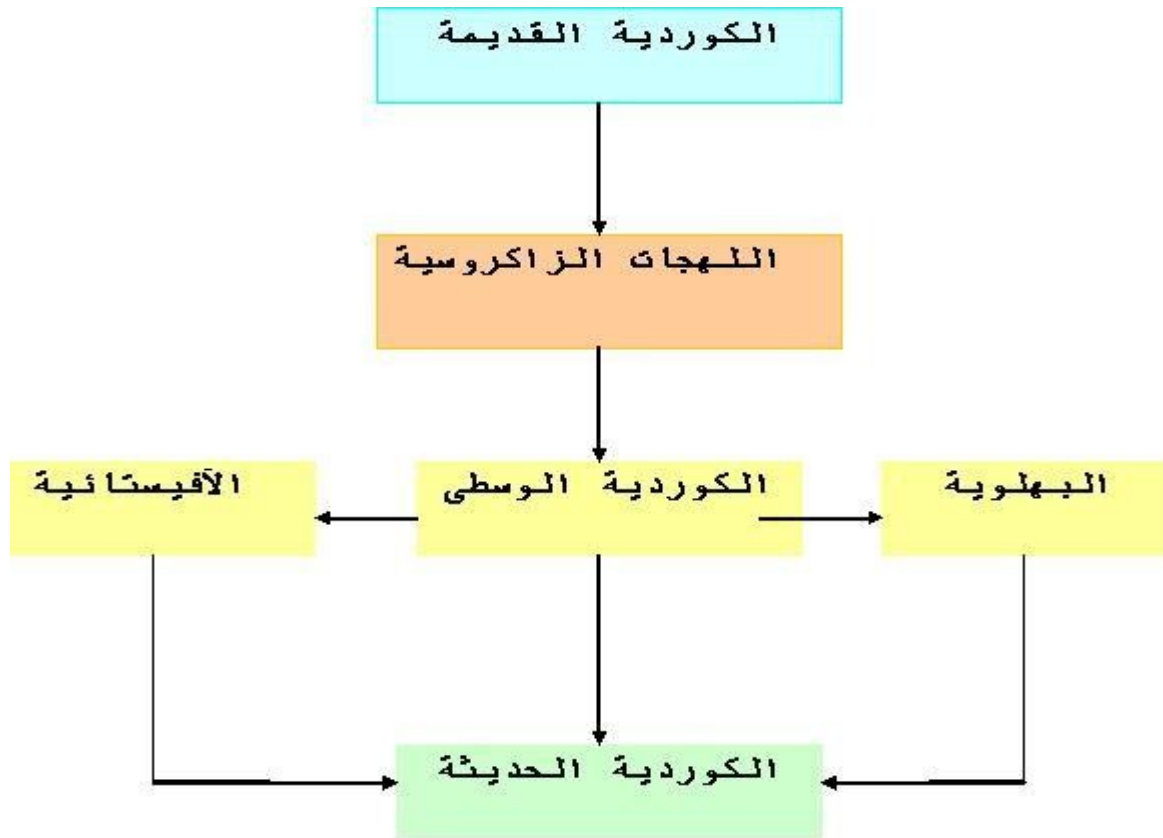 الكوردية القديمة
اللهجات الزاكروسية
البهلوية
الكوردية الوسطى
الآفيستائية
الكوردية الحديثة